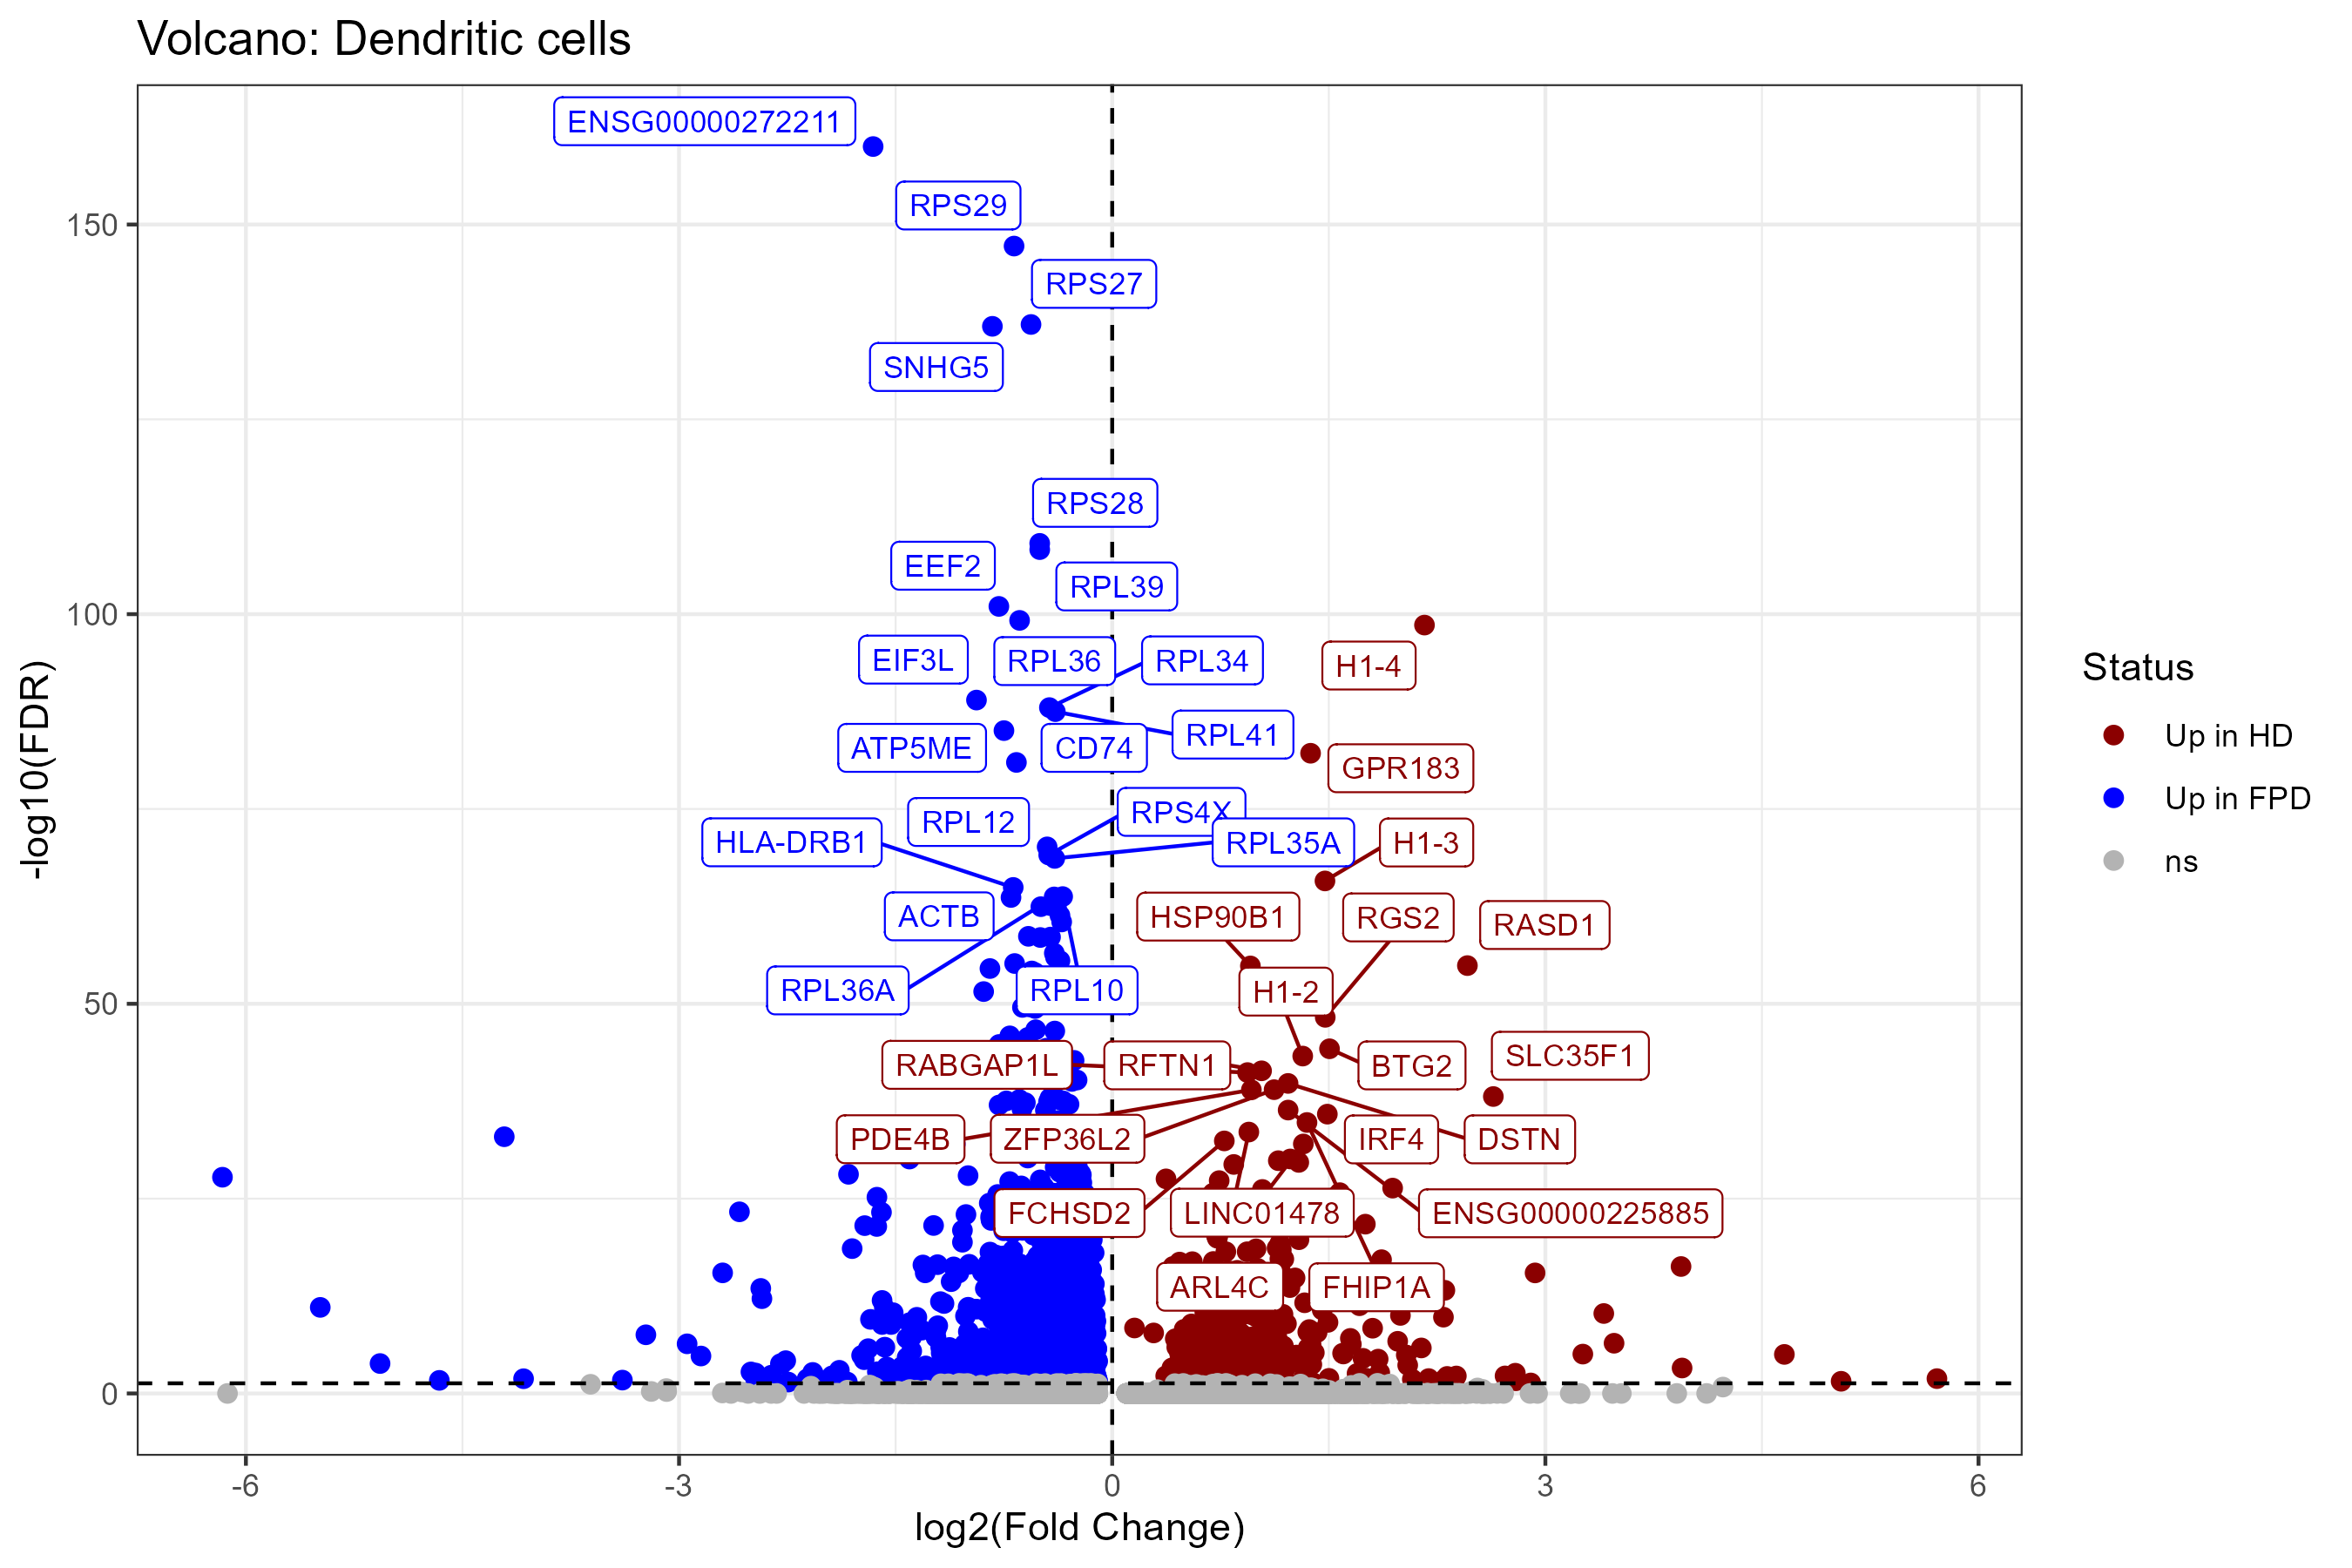 Volcano: Dendritic cells
ENSG00000272211
RPS29
RPS27
SNHG5
RPS28
EEF2
RPL39
EIF3L
RPL36
RPL34
H1-4
ATP5ME
CD74
RPL41
GPR183
RPL12
RPS4X
HLA-DRB1
RPL35A
H1-3
ACTB
HSP90B1
RGS2
RASD1
RPL36A
RPL10
H1-2
RABGAP1L
RFTN1
BTG2
SLC35F1
PDE4B
ZFP36L2
IRF4
DSTN
FCHSD2
LINC01478
ENSG00000225885
ARL4C
FHIP1A
150
100
50
0
-log10(FDR)
-6
-3
0
3
6
log2(Fold Change)
Status
Up in HD
Up in FPD
ns